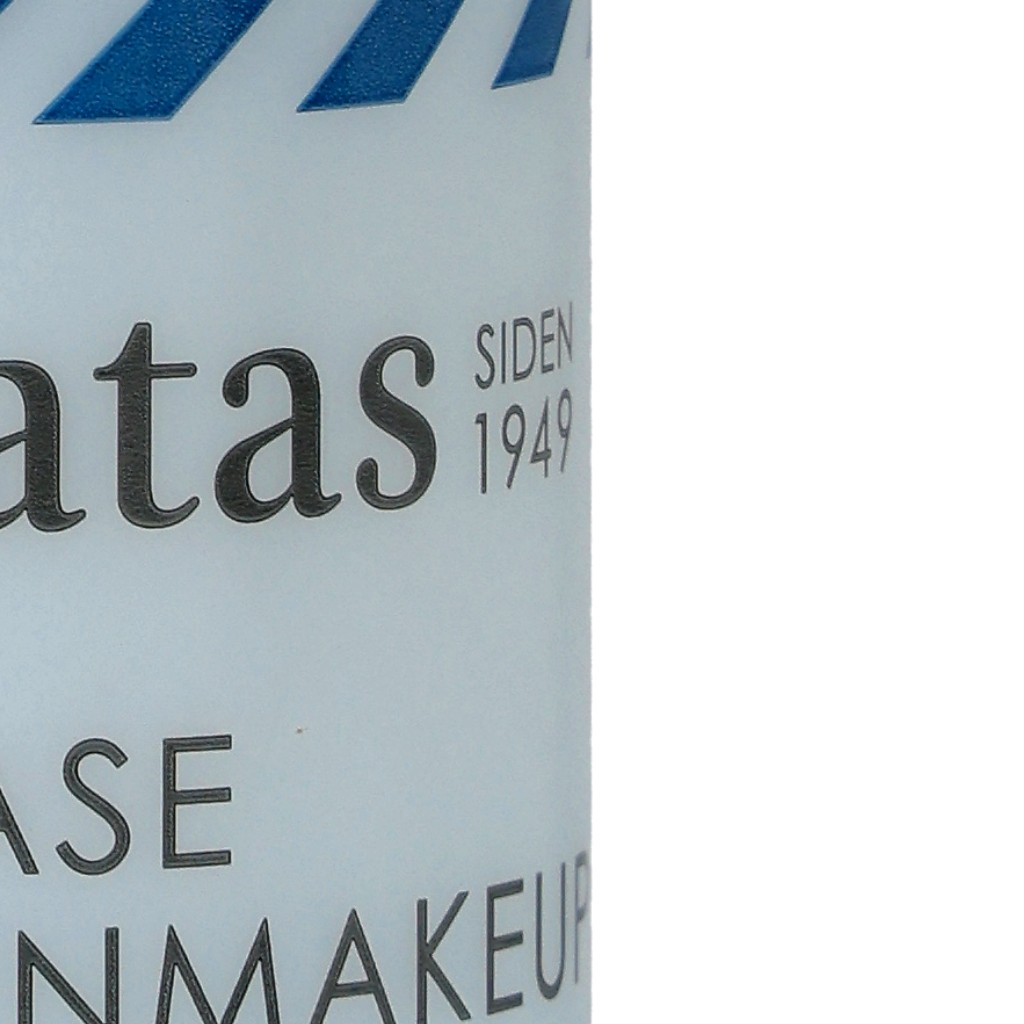 atas
SIDEN
1949
ASE
NMAKEUP